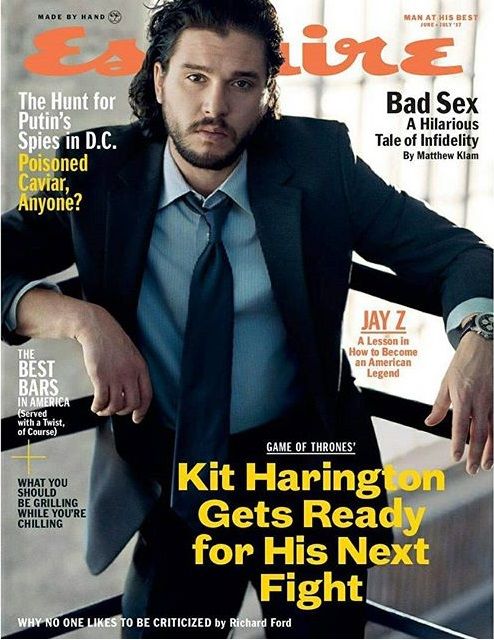 MADE BY HAND
MAN AT HIS BEST
JUNE + JULY '17
Es ire
The Hunt for
Putin's
Spies in D.C.
Poisoned
Caviar,
Anyone?
Bad Sex
A Hilarious
Tale of Infidelity
By Matthew Klam
JAY Z
A Lesson in
How to Become
an American
Legend
THE
BEST
BARS
IN AMERICA
(Served
with a Twist,
of Course)
WHAT YOU
SHOULD
BE GRILLING
WHILE YOU'RE
CHILLING
GAME OF THRONES'
Kit Harington
Gets Ready
for His Next
Fight
WHY NO ONE LIKES TO BE CRITICIZED by Richard Ford